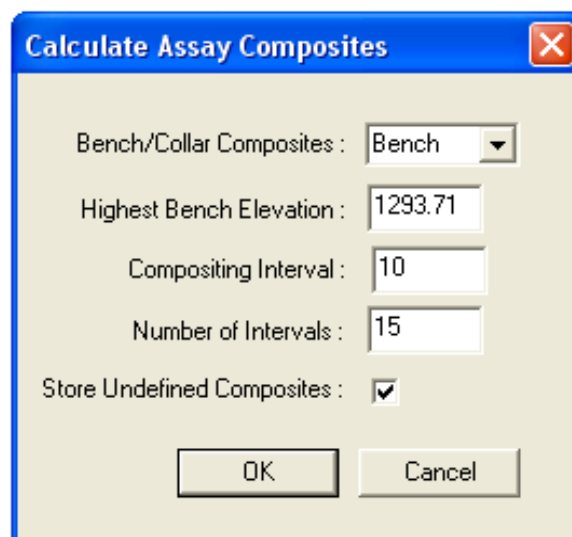 Calculate Assay Composites
Bench/Collar Composites : Bench
Highest Bench Elevation : 1293.71
Compositing Interval : 10
Number of Intervals : 15
Store Undefined Composites :
OK Cancel